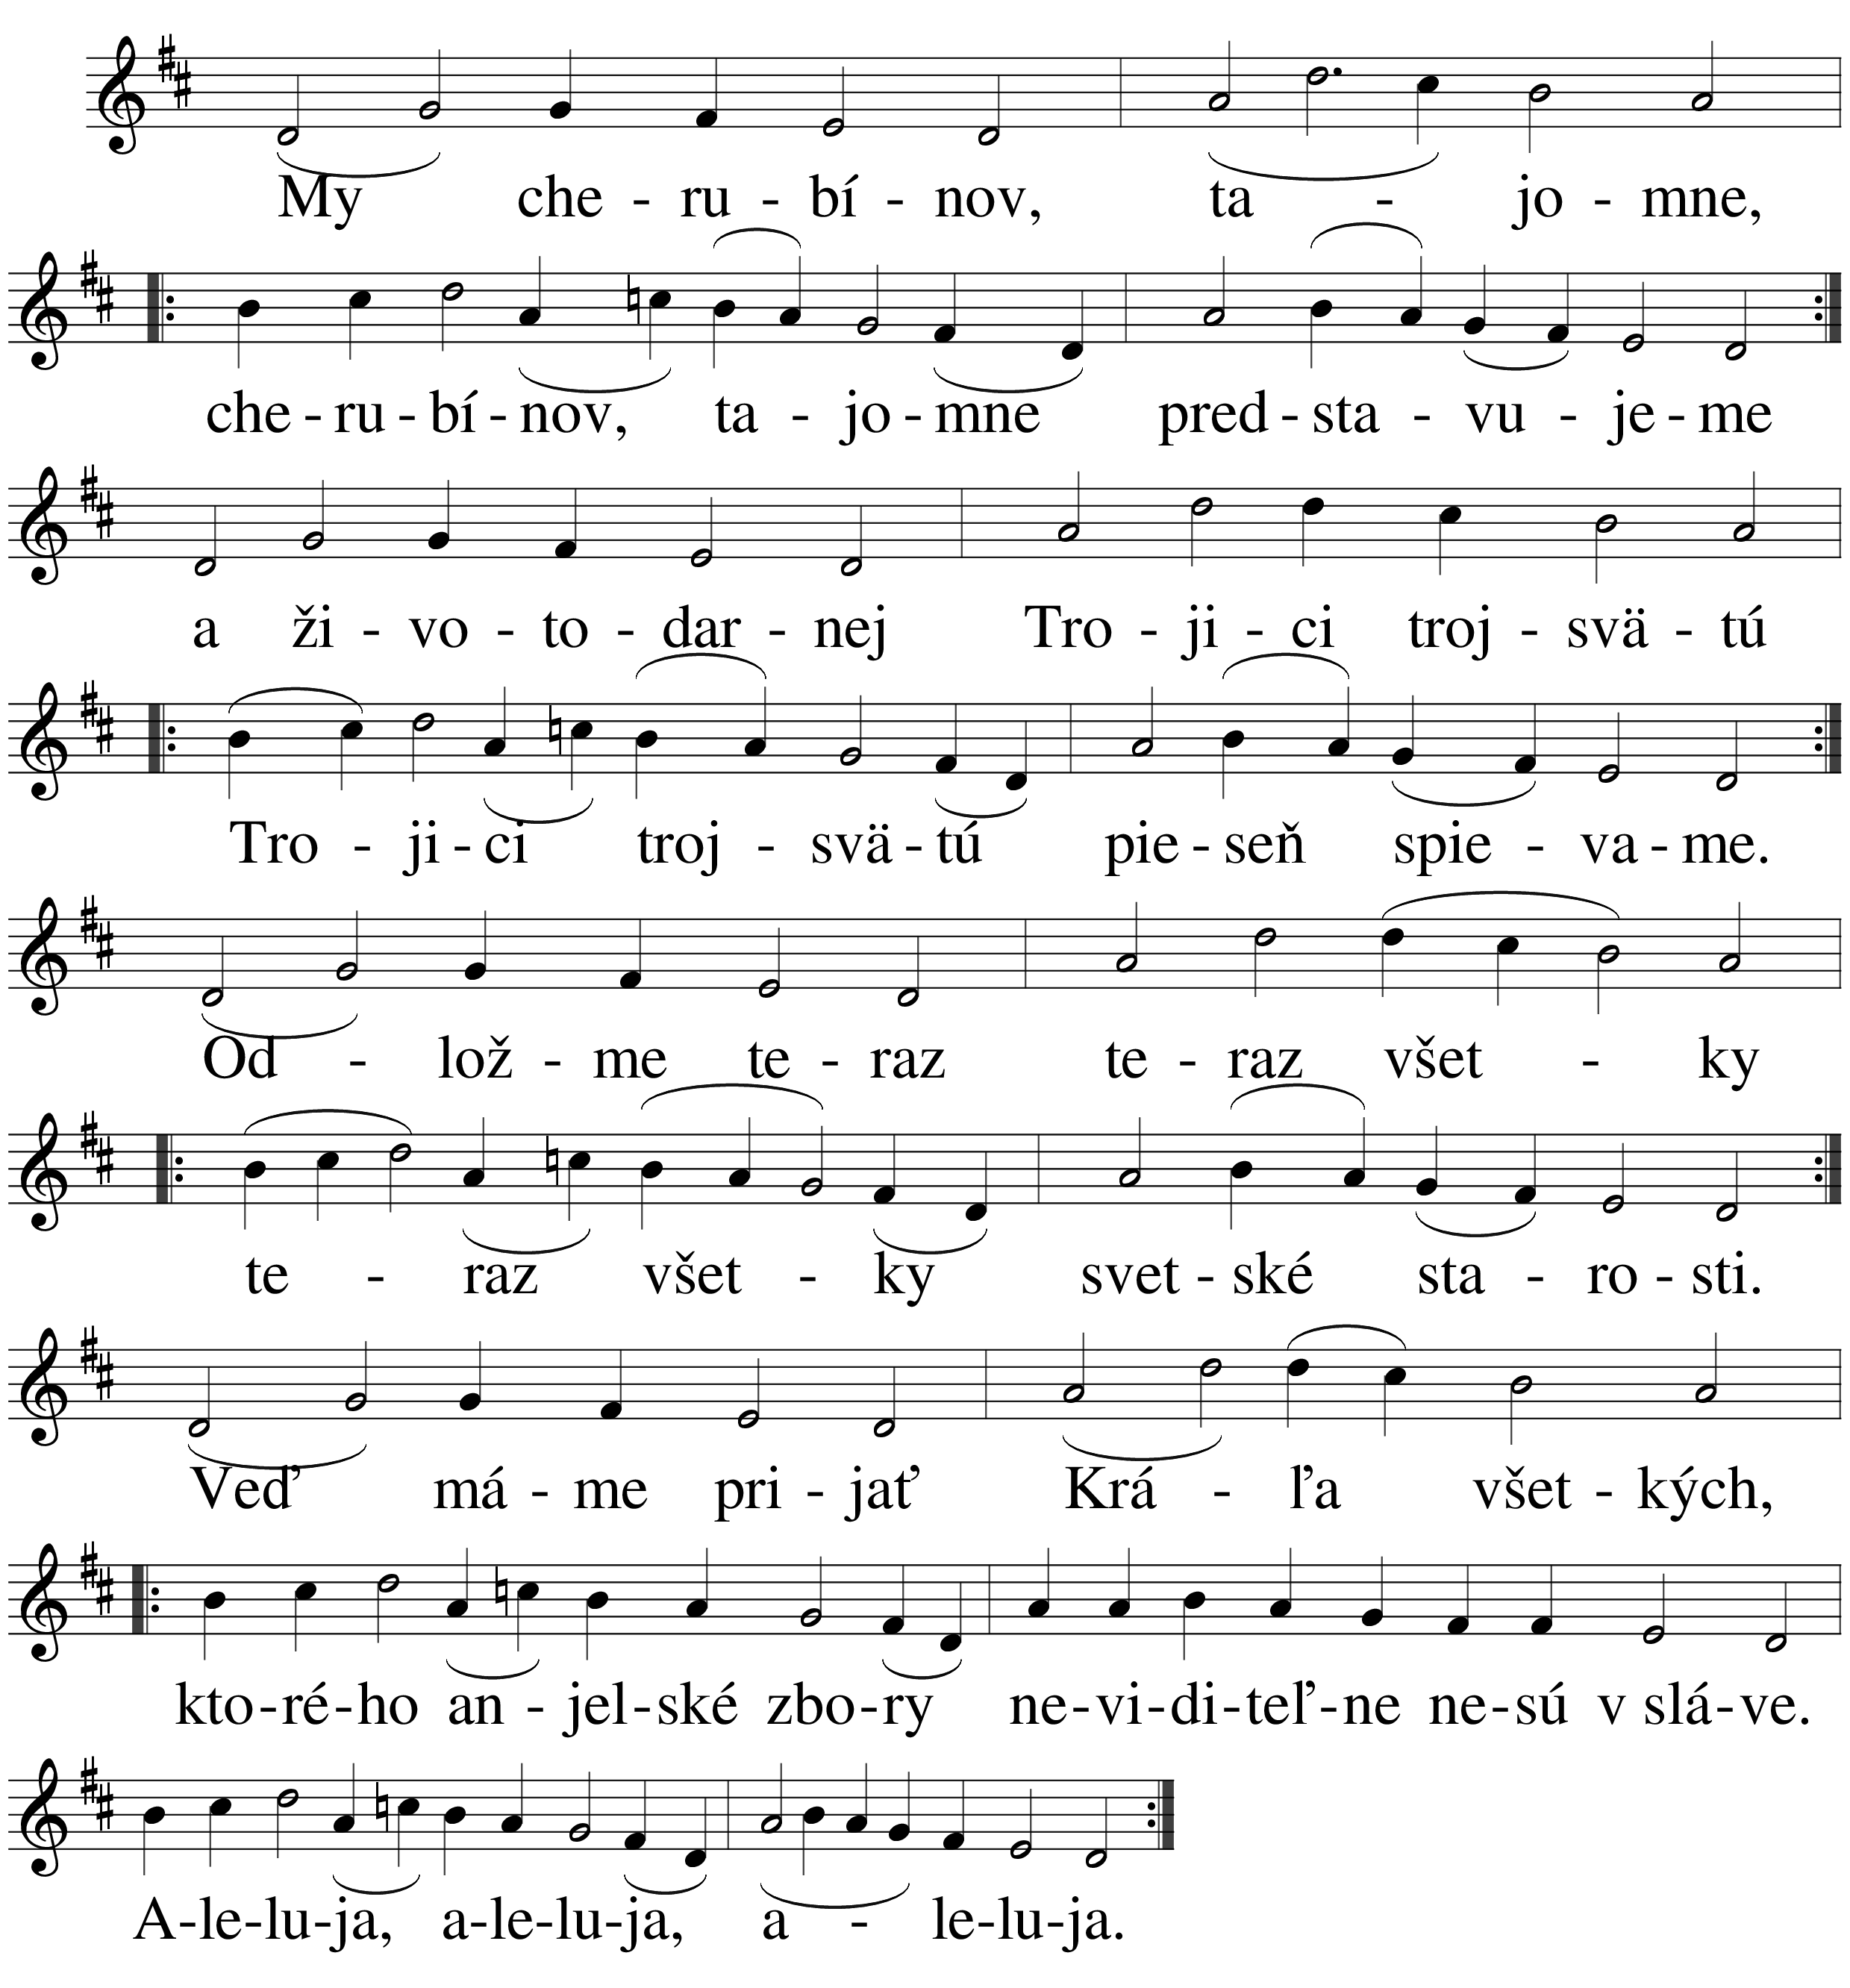 My che - ru - bí - nov, ta - jo - mne,
che - ru - bí - nov, ta - jo - mne pred - sta - vu - je - me
a ži - vo - to - dar - nej Tro - ji - ci troj - svä - tú
Tro - ji - ci troj - svä - tú pie - seň spie - va - me.
Od - lož - me te - raz te - raz všet - ky
te - raz všet - ky svet - ské sta - ro - sti.
Veď má - me pri - jať Krá - ľa všet - kých,
kto - ré - ho an - jel - ské zbo - ry ne - vi - di - teľ - ne ne - sú v slá - ve.
A - le - lu - ja, a - le - lu - ja, a - le - lu - ja.